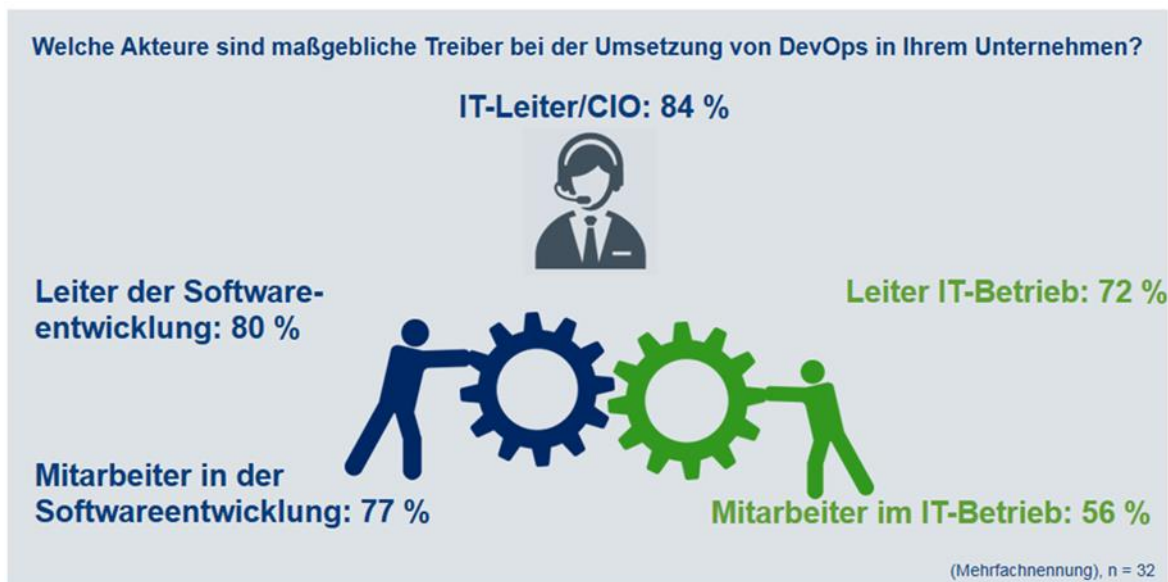 Welche Akteure sind maßgebliche Treiber bei der Umsetzung von DevOps in Ihrem Unternehmen?
IT-Leiter/CIO: 84 %
Leiter der Software-
entwicklung: 80 %
Leiter IT-Betrieb: 72 %
Mitarbeiter in der
Softwareentwicklung: 77 %
Mitarbeiter im IT-Betrieb: 56 %
(Mehrfachnennung), n = 32